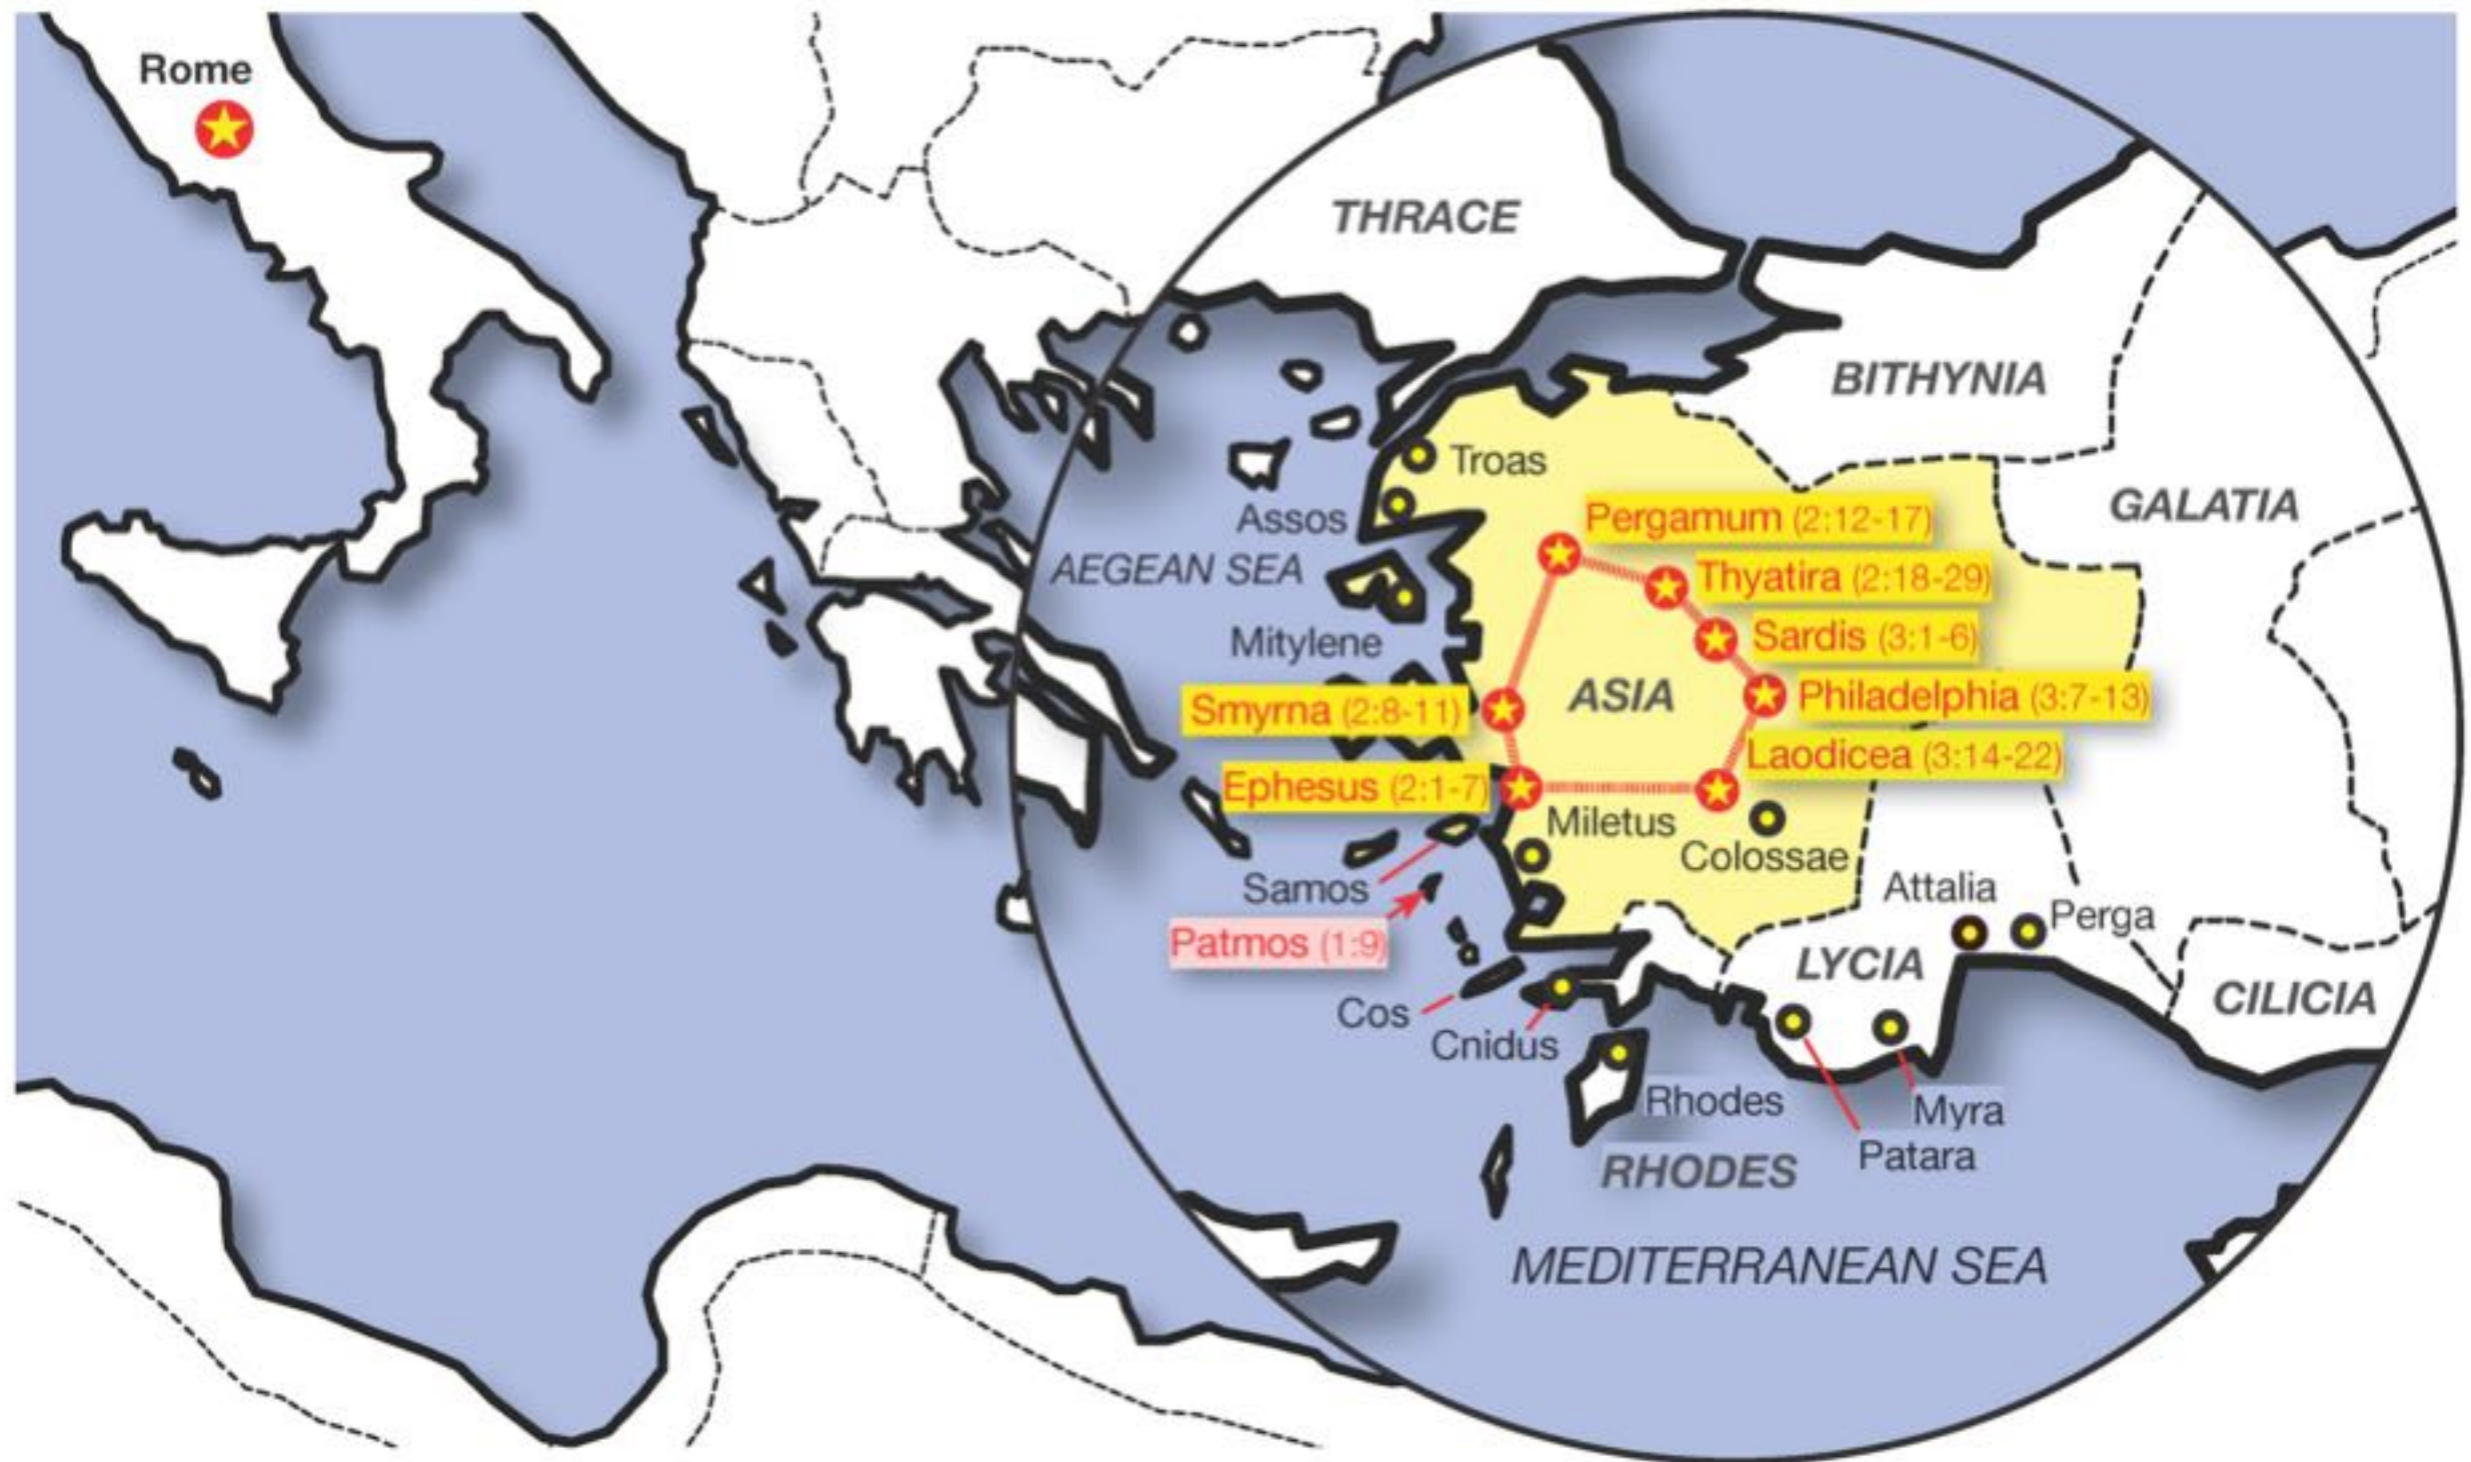 Rome
THRACE
BITHYNIA
Troas
GALATIA
Pergamum (2:12-17)
Assos
AEGEAN SEA
Thyatira (2:18-29)
Mitylene
Sardis (3:1-6)
ASIA
Philadelphia (3:7-13)
Smyrna (2:8-11)
Laodicea (3:14-22)
Ephesus (2:1-7)
Miletus
Colossae
Samos
Attalia
Perga
Patmos (1:9)
LYCIA
CILICIA
Cos
Cnidus
Rhodes
Myra
Patara
RHODES
MEDITERRANEAN SEA